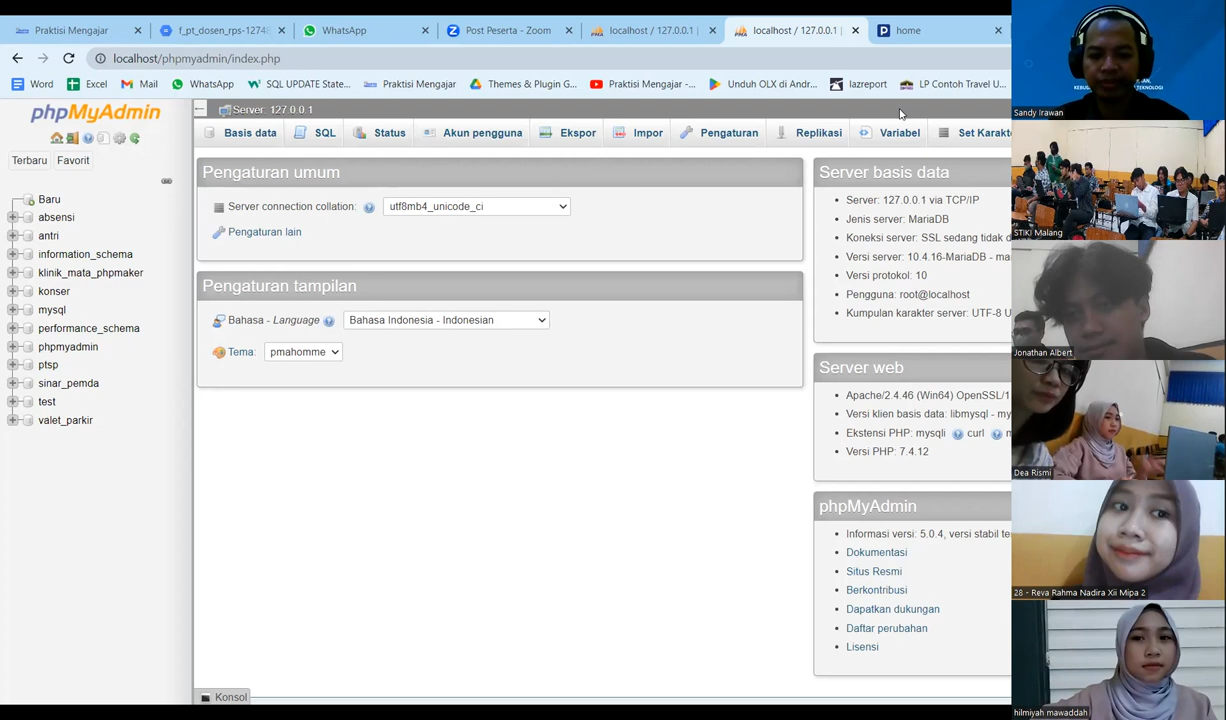 Praktisi Mengajar
f_pt_dosen_rps-12748
WhatsApp
Post Peserta - Zoom
localhost / 127.0.0.1 |
localhost / 127.0.0.1 |
home
localhost/phpmyadmin/index.php
Word
Excel
Mail
WhatsApp
SQL UPDATE State...
Praktisi Mengajar
Themes & Plugin G...
Praktisi Mengajar -...
Unduh OLX di Andr...
lazreport
LP Contoh Travel U...
phpMyAdmin
Terbaru
Favorit
Baru
absensi
antri
information_schema
klinik_mata_phpmaker
konser
mysql
performance_schema
phpmyadmin
ptsp
sinar_pemda
test
valet_parkir
Server: 127.0.0.1
Basis data
SQL
Status
Akun pengguna
Ekspor
Impor
Pengaturan
Replikasi
Variabel
Set Karakt
Pengaturan umum
Server connection collation:
utf8mb4_unicode_ci
Pengaturan lain
Pengaturan tampilan
Bahasa - Language
Bahasa Indonesia - Indonesian
Tema:
pmahomme
Server basis data
Server: 127.0.0.1 via TCP/IP
Jenis server: MariaDB
Koneksi server: SSL sedang tidak d
Versi server: 10.4.16-MariaDB - ma
Versi protokol: 10
Pengguna: root@localhost
Kumpulan karakter server: UTF-8 U
Server web
Apache/2.4.46 (Win64) OpenSSL/1
Versi klien basis data: libmysql - my
Ekstensi PHP: mysqli
curl
m
Versi PHP: 7.4.12
phpMyAdmin
Informasi versi: 5.0.4, versi stabil te
Dokumentasi
Situs Resmi
Berkontribusi
Dapatkan dukungan
Daftar perubahan
Lisensi
Konsol
Sandy Irawan
STIKI Malang
Jonathan Albert
Dea Rismi
28 - Reva Rahma Nadira Xii Mipa 2
hilmiyah mawaddah